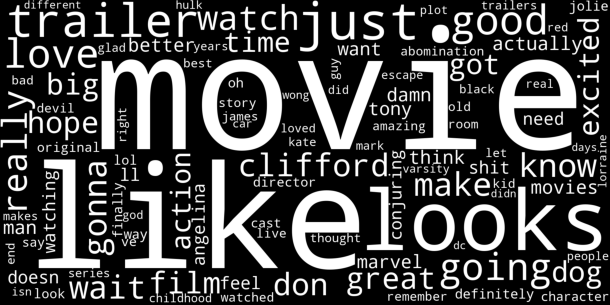 different
hulk
plot
trailers
jolie
trailer
watch
just
good
red
love
glad
better
years
time
want
abomination
actually
excited
bad
best
guy
got
escape
big
movie
oh
did
damn
black
real
devil
story
wong
tony
old
need
hope
james
car
loved
amazing
room
right
original
kate
mark
days
really
lol
clifford
conjuring
think
let
know
lorraine
ll
like
looks
varsity
shit
watching
gonna
finally
action
angelina
director
make
kid
movies
didn
makes
god
man
way
cast
thought
marvel
dc
people
say
ve
live
going
dog
end
doesn
series
wait
film
feel
don
great
isn
look
childhood
watched
remember
definitely
character